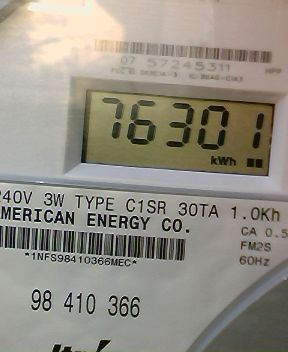 07 57245311
76301
kWh
240V 3W TYPE C1SR 30TA 1.0Kh
AMERICAN ENERGY CO.
CA 0.5
FM2S
*1NFS98410366MEC*
60Hz
98 410 366